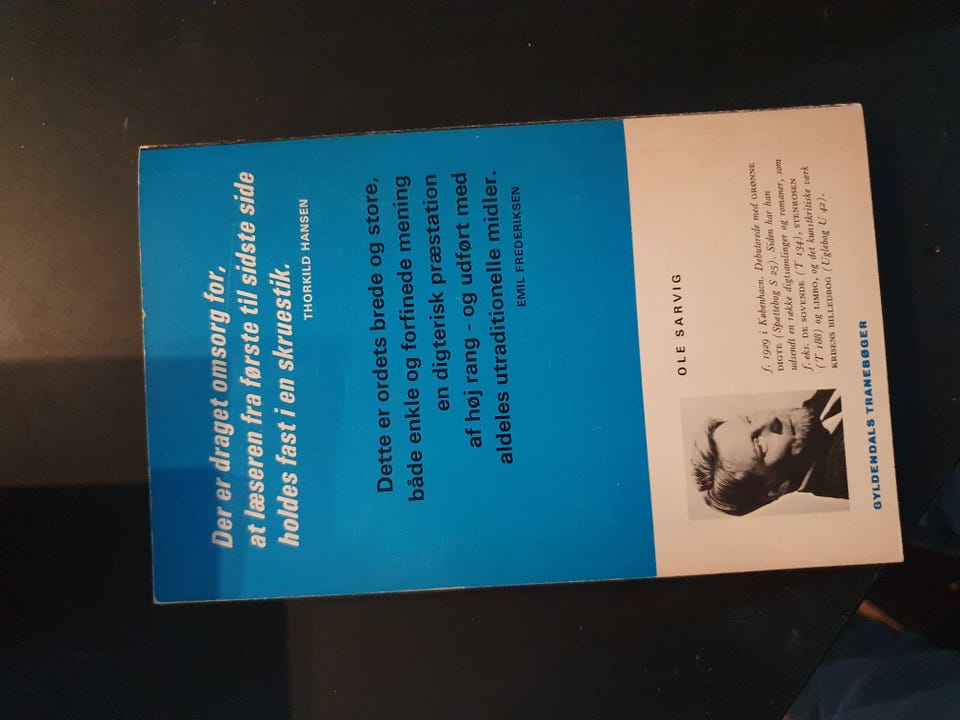 Der er draget omsorg for,
at læseren fra første til sidste side
holdes fast i en skruestik.
THORKILD HANSEN
Dette er ordets brede og store,
både enkle og forfinede mening
en digterisk præstation
af høj rang - og udført med
aldeles utraditionelle midler.
EMIL FREDERIKSEN
OLE SARVIG
f. 1929 i København. Debuterede med GRØNNE
DIGTE (Spættebog S 25). Siden har han
udsendt en række digtsamlinger og romaner, som
f. eks. DE SOVENDE (T 134), STENROSEN
(T 188) og LIMBO, og det kunstkritiske værk
KRISENS BILLEDBOG (Uglebog U 42).
GYLDENDALS TRANEBØGER